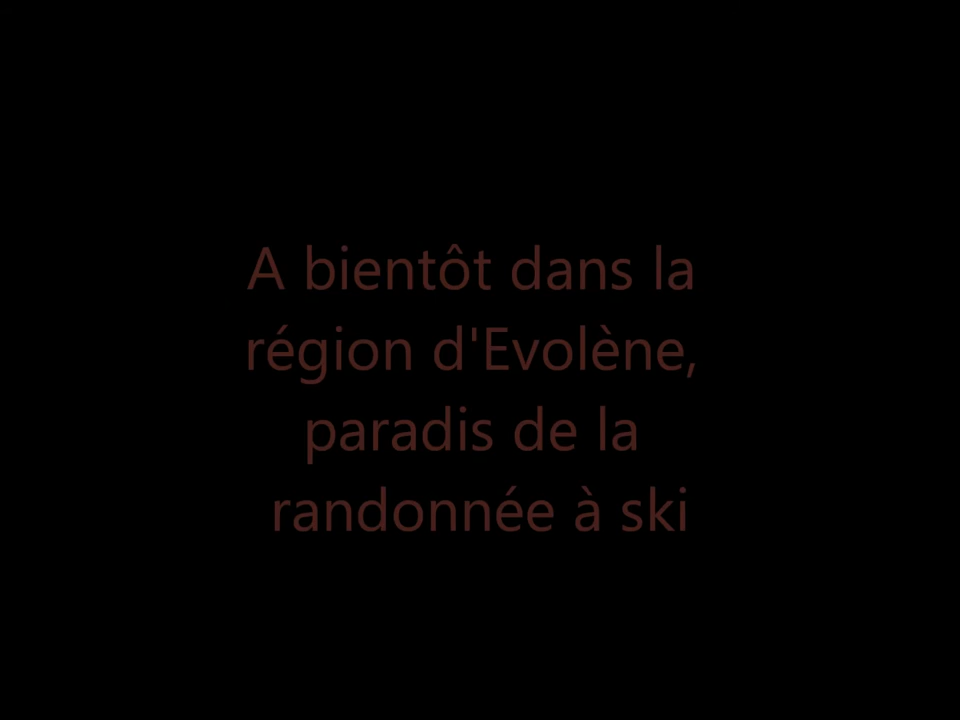 A bientôt dans la
région d'Evolène,
paradis de la
randonnée à ski